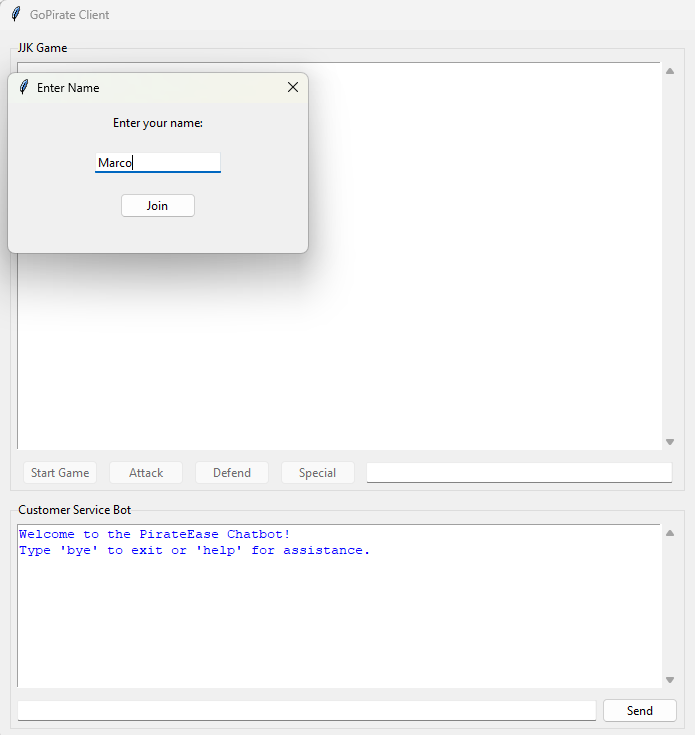 GoPirate Client
JJK Game
Enter Name
Enter your name:
Marco
Join
Start Game
Attack
Defend
Special
Customer Service Bot
Welcome to the PirateEase Chatbot!
Type 'bye' to exit or 'help' for assistance.
Send